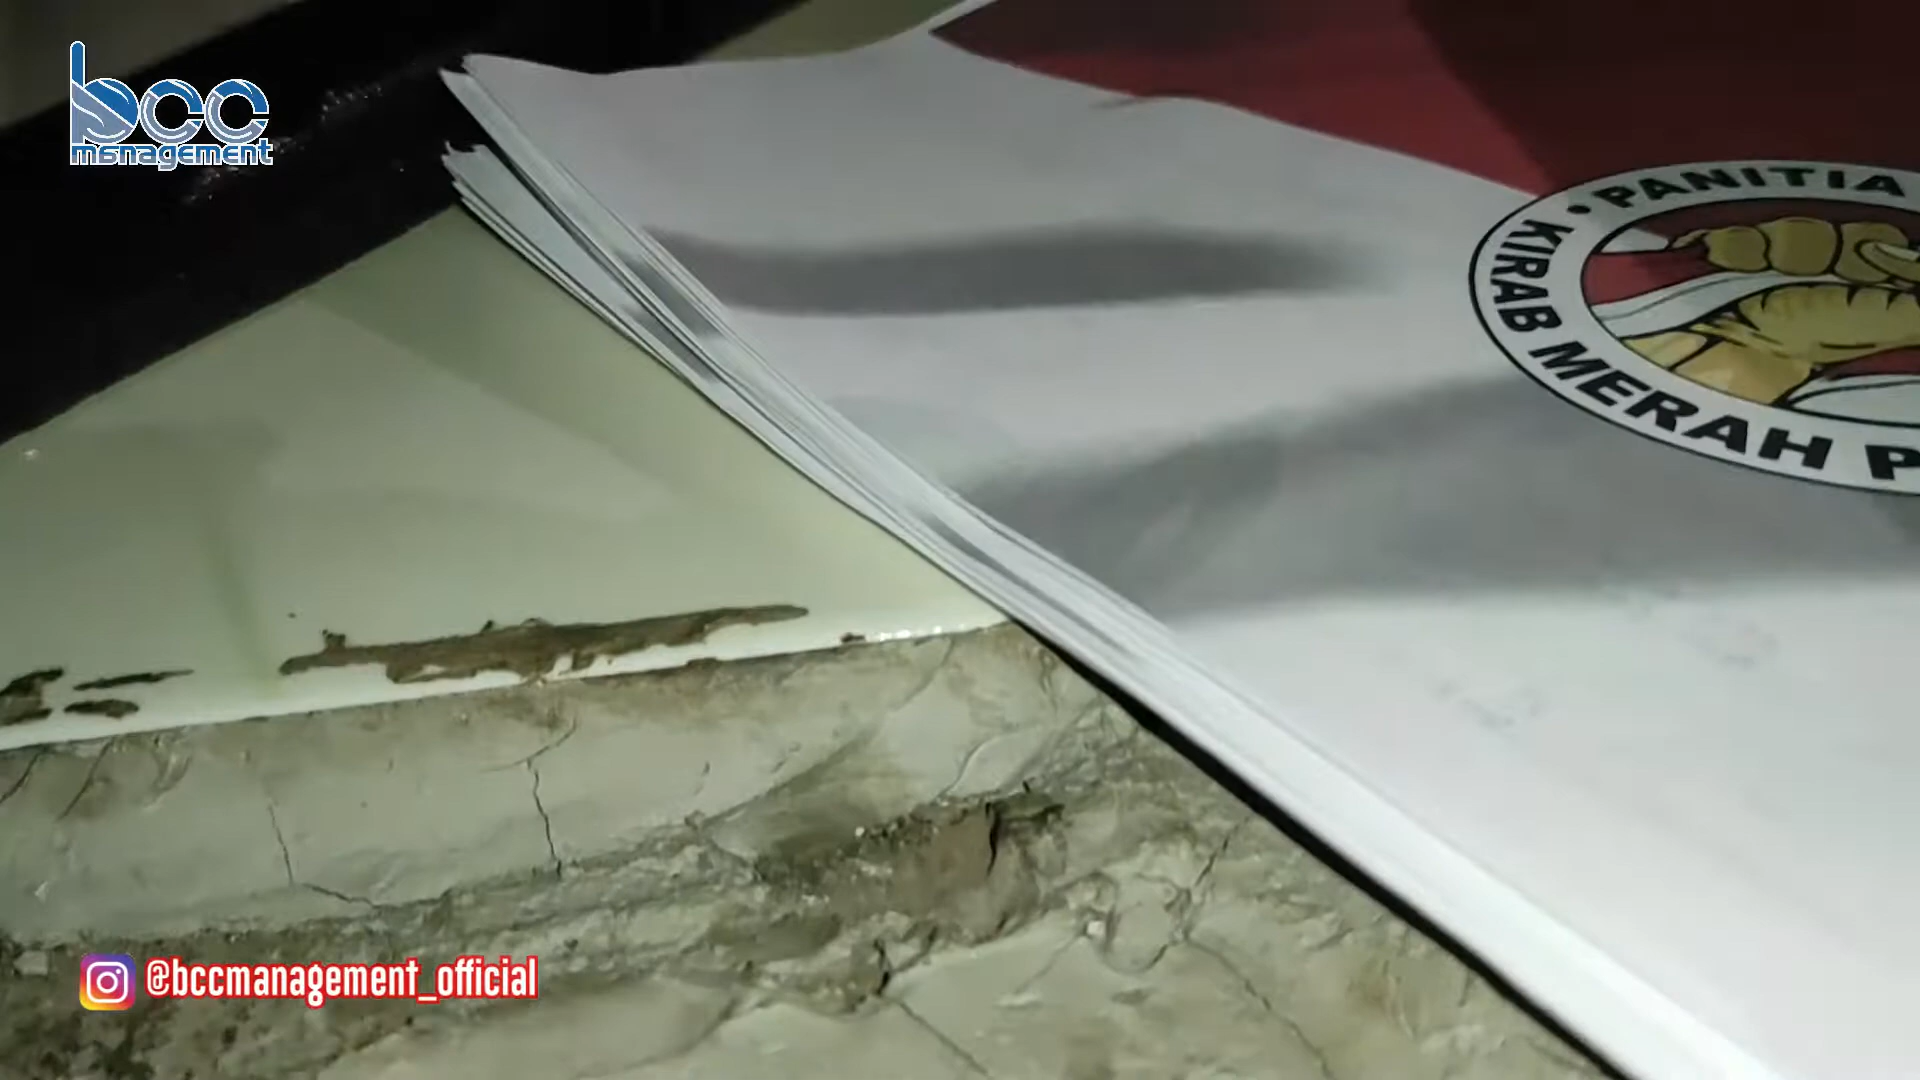 bcc
management
• PANITIA
KIRAB MERAH P
@bccmanagement_official